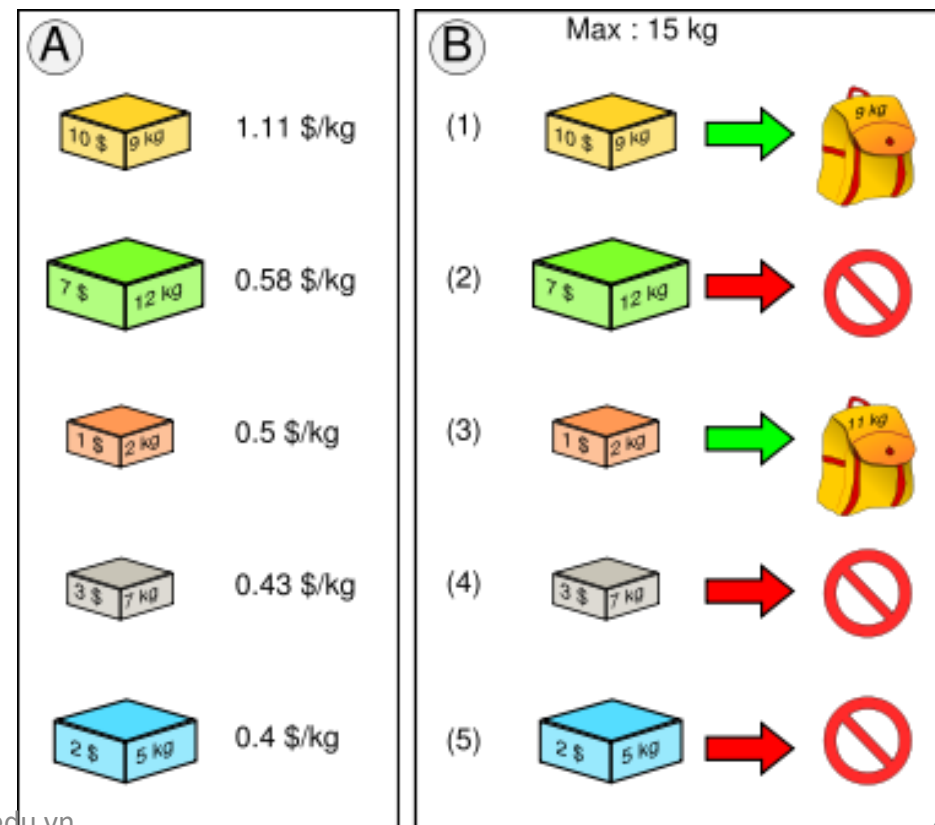 A
10 $ 9 kg 1.11 $/kg
7 $ 12 kg 0.58 $/kg
1 $ 2 kg 0.5 $/kg
3 $ 7 kg 0.43 $/kg
2 $ 5 kg 0.4 $/kg
B
Max : 15 kg
(1) 10 $ 9 kg 9 kg
(2) 7 $ 12 kg
(3) 1 $ 2 kg 11 kg
(4) 3 $ 7 kg
(5) 2 $ 5 kg